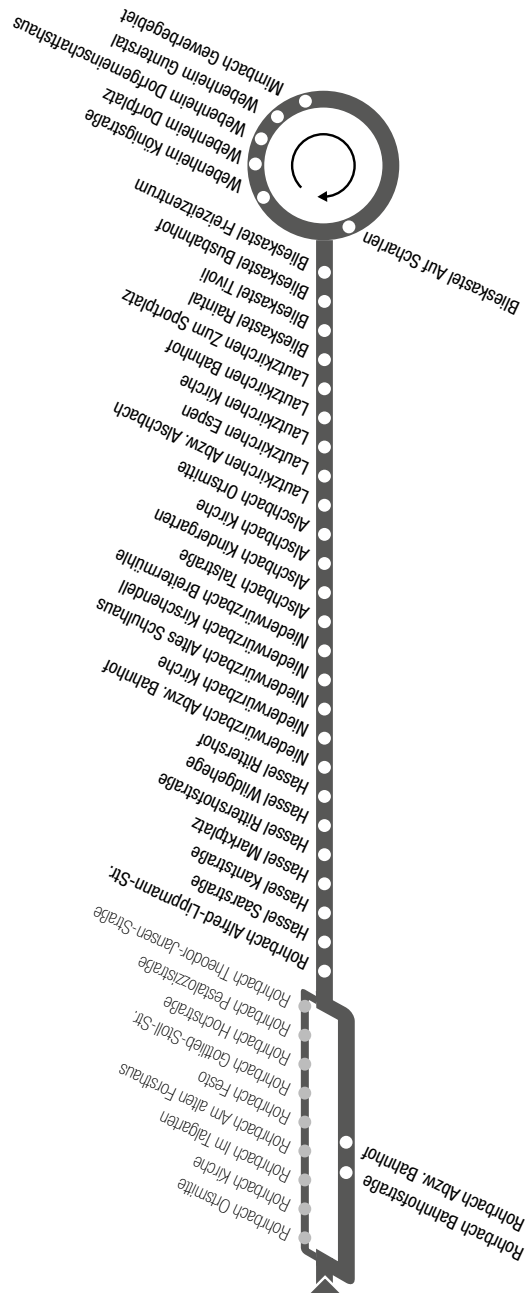 Rohrbach Bahnhofstraße
Rohrbach Abzw. Bahnhof
Rohrbach Ortsmitte
Rohrbach Kirche
Rohrbach Im Talgarten
Rohrbach Am alten Forsthaus
Rohrbach Festo
Rohrbach Gottlieb-Stoll-Str.
Rohrbach Hochstraße
Rohrbach Pestalozzistraße
Rohrbach Theodor-Jansen-Straße
Rohrbach Alfred-Lippmann-Str.
Hassel Saarstraße
Hassel Kantstraße
Hassel Marktplatz
Hassel Rittershofstraße
Hassel Wildgehege
Hassel Rittershof
Niederwürzbach Abzw. Bahnhof
Niederwürzbach Kirche
Niederwürzbach Altes Schulhaus
Niederwürzbach Kirschendell
Niederwürzbach Breitermühle
Alschbach Talstraße
Alschbach Kindergarten
Alschbach Kirche
Alschbach Ortsmitte
Lautzkirchen Abzw. Alschbach
Lautzkirchen Espen
Lautzkirchen Kirche
Lautzkirchen Bahnhof
Lautzkirchen Zum Sportplatz
Blieskastel Raintal
Blieskastel Tivoli
Blieskastel Busbahnhof
Blieskastel Freizeitzentrum
Blieskastel Auf Scharlen
Webenheim Königstraße
Webenheim Dorfplatz
Webenheim Dorfgemeinschaftshaus
Webenheim Gunterstal
Mimbach Gewerbegebiet